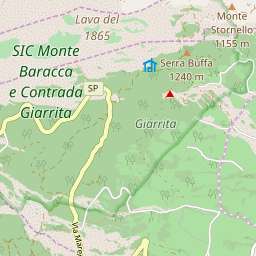 Lava del
1865
Monte
Stornello
1155 m
SIC Monte
Baracca
e Contrada
Giarrita
Serra Buffa
1240 m
SP
Giarrita
Via Mare